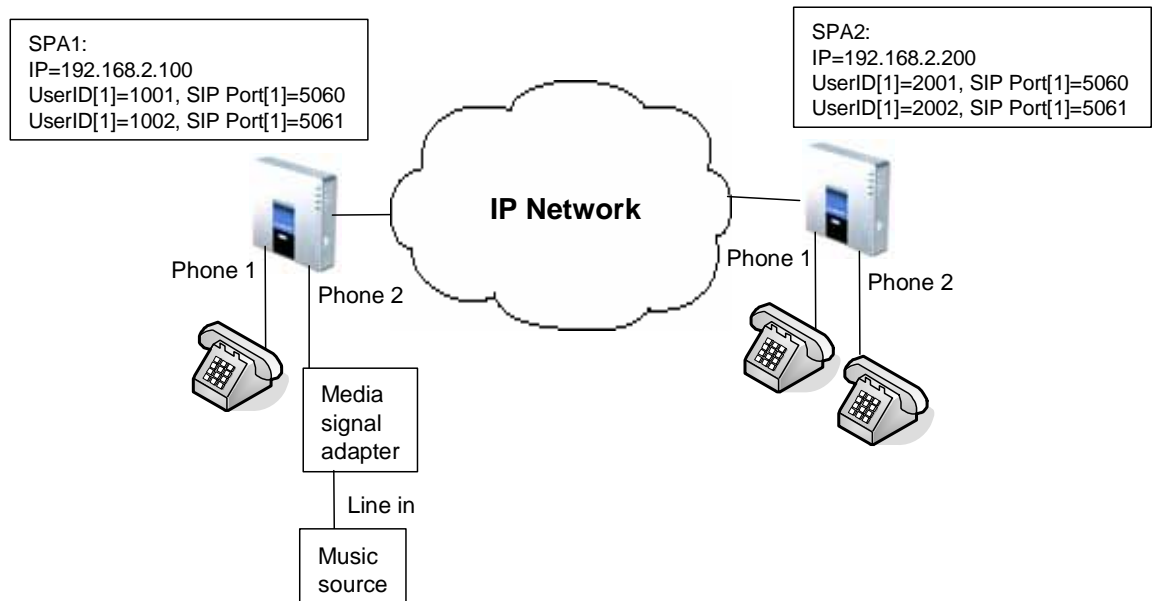 SPA1:
IP=192.168.2.100
UserID[1]=1001, SIP Port[1]=5060
UserID[1]=1002, SIP Port[1]=5061
SPA2:
IP=192.168.2.200
UserID[1]=2001, SIP Port[1]=5060
UserID[1]=2002, SIP Port[1]=5061
IP Network
Phone 1
Phone 2
Phone 1
Phone 2
Media
signal
adapter
Line in
Music
source